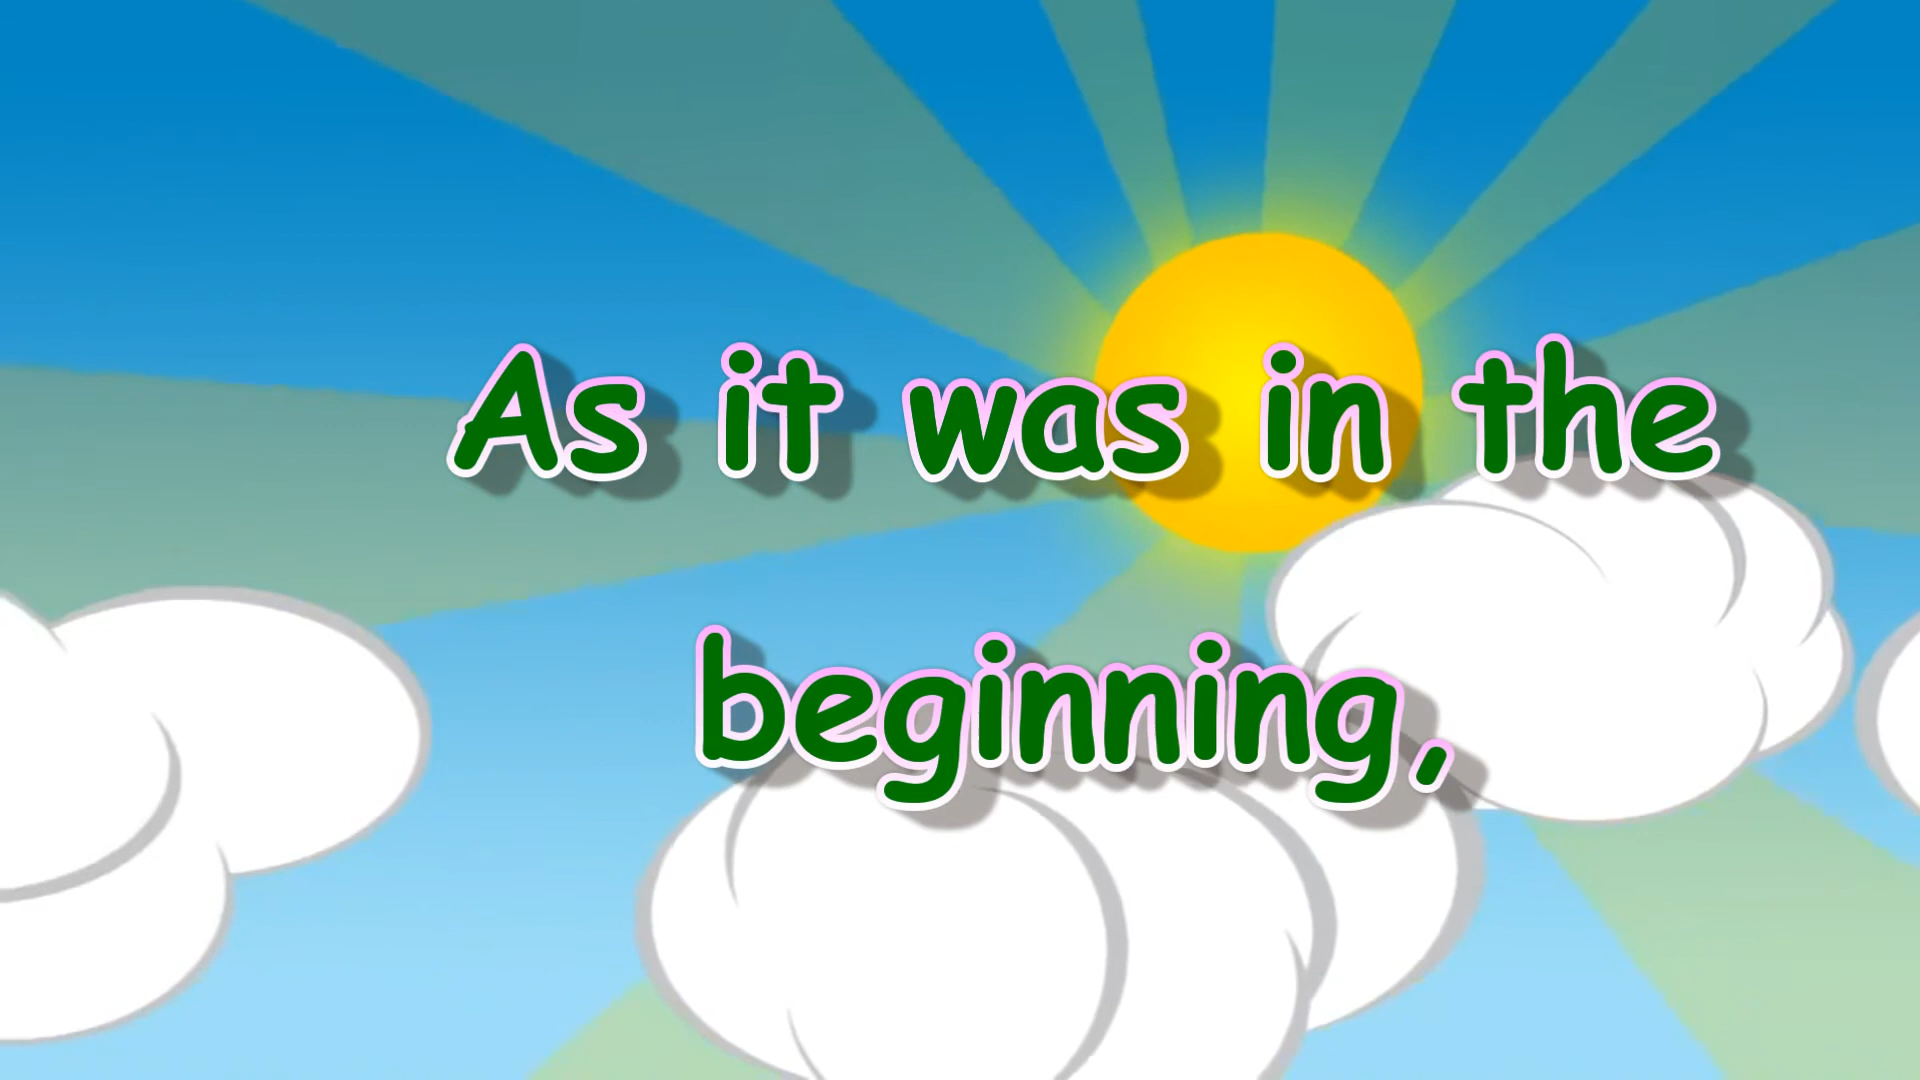 As it was in the
beginning,